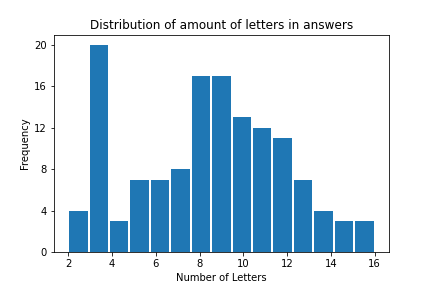 Distribution of amount of letters in answers
20
16
12
8
4
0
Frequency
2 4 6 8 10 12 14 16
Number of Letters